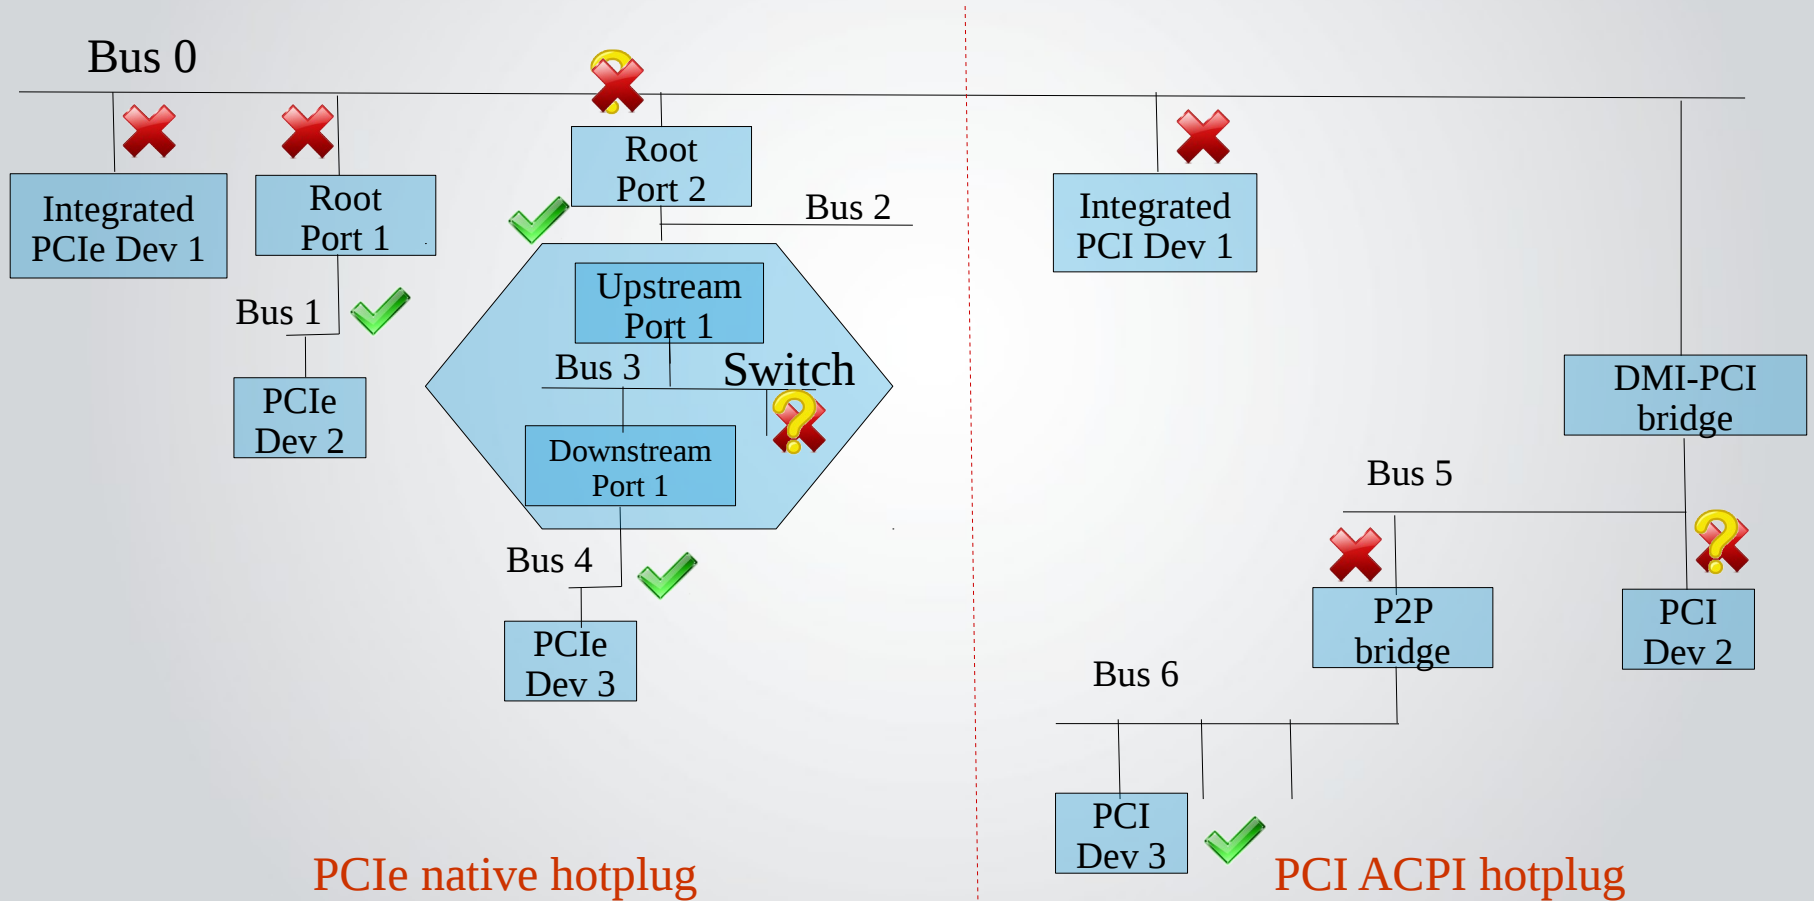 Bus 0
Integrated
PCIe Dev 1
Root
Port 1
Root
Port 2
Bus 2
Integrated
PCI Dev 1
Bus 1
PCIe
Dev 2
Upstream
Port 1
Bus 3
Switch
Downstream
Port 1
Bus 4
PCIe
Dev 3
DMI-PCI
bridge
Bus 5
P2P
bridge
PCI
Dev 2
Bus 6
PCI
Dev 3
PCIe native hotplug
PCI ACPI hotplug